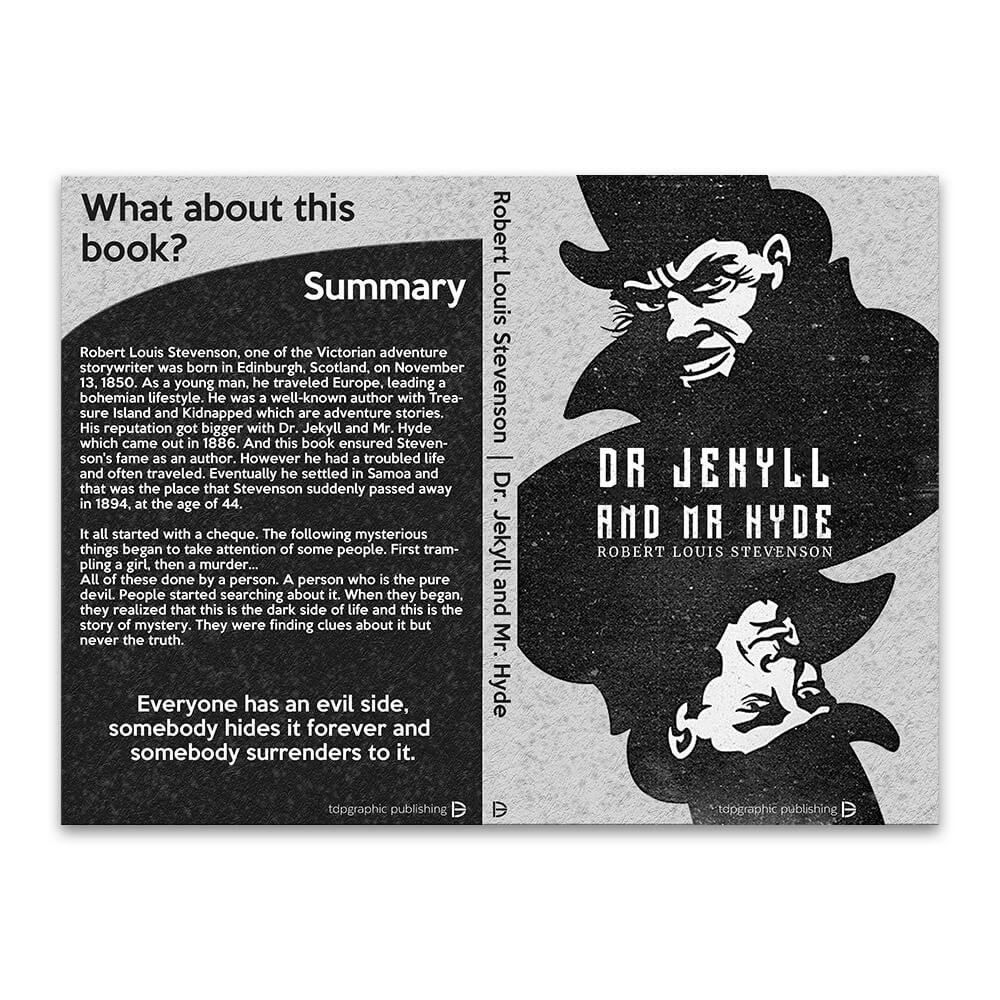 What about this
book?
Summary
Robert Louis Stevenson, one of the Victorian adventure
storywriter was born in Edinburgh, Scotland, on November
13, 1850. As a young man, he traveled Europe, leading a
bohemian lifestyle. He was a well-known author with Trea-
sure Island and Kidnapped which are adventure stories.
His reputation got bigger with Dr. Jekyll and Mr. Hyde
which came out in 1886. And this book ensured Steven-
son's fame as an author. However he had a troubled life
and often traveled. Eventually he settled in Samoa and
that was the place that Stevenson suddenly passed away
in 1894, at the age of 44.
It all started with a cheque. The following mysterious
things began to take attention of some people. First tram-
pling a girl, then a murder...
All of these done by a person. A person who is the pure
devil. People started searching about it. When they began,
they realized that this is the dark side of life and this is the
story of mystery. They were finding clues about it but
never the truth.
Everyone has an evil side,
somebody hides it forever and
somebody surrenders to it.
tdpgraphic publishing
Robert Louis Stevenson | Dr. Jekyll and Mr. Hyde
DR JEKYLL
AND MR HYDE
ROBERT LOUIS STEVENSON
tdpgraphic publishing